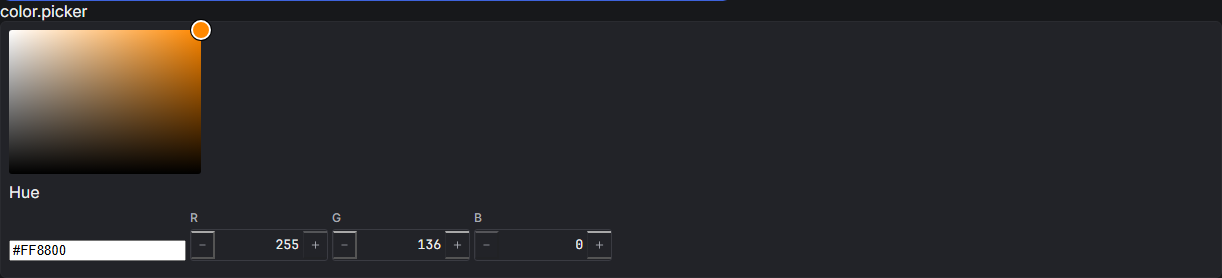 color.picker
Hue
R G B
#FF8800 - 255 + - 136 + - 0 +